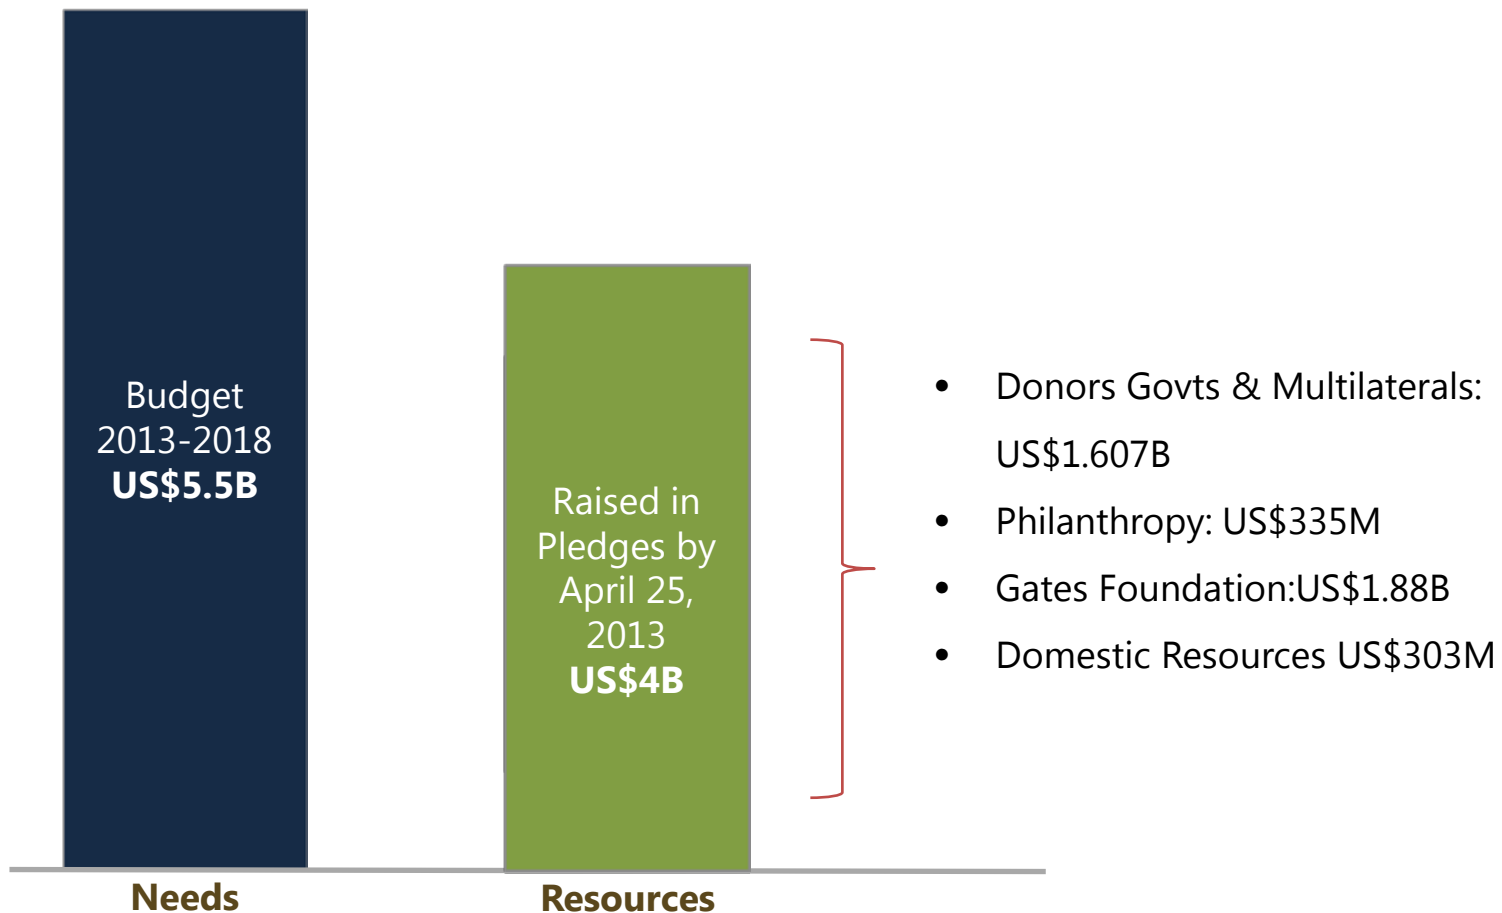 Budget
2013-2018
US$5.5B
Raised in
Pledges by
April 25,
2013
US$4B
• Donors Govts & Multilaterals:
US$1.607B
• Philanthropy: US$335M
• Gates Foundation:US$1.88B
• Domestic Resources US$303M
Needs
Resources